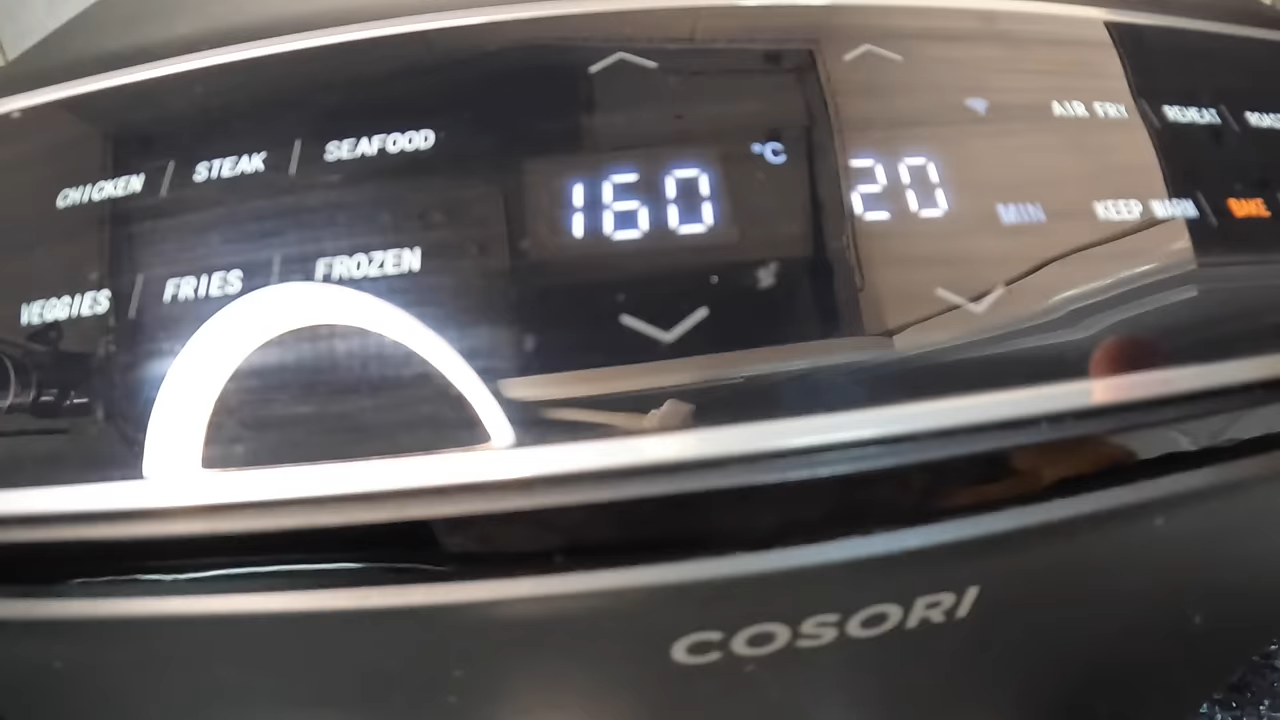 CHICKEN / STEAK / SEAFOOD
160 °C
20 MIN
AIR FRY / REHEAT /
VEGGIES / FRIES / FROZEN
KEEP WARM / BAKE
COSORI